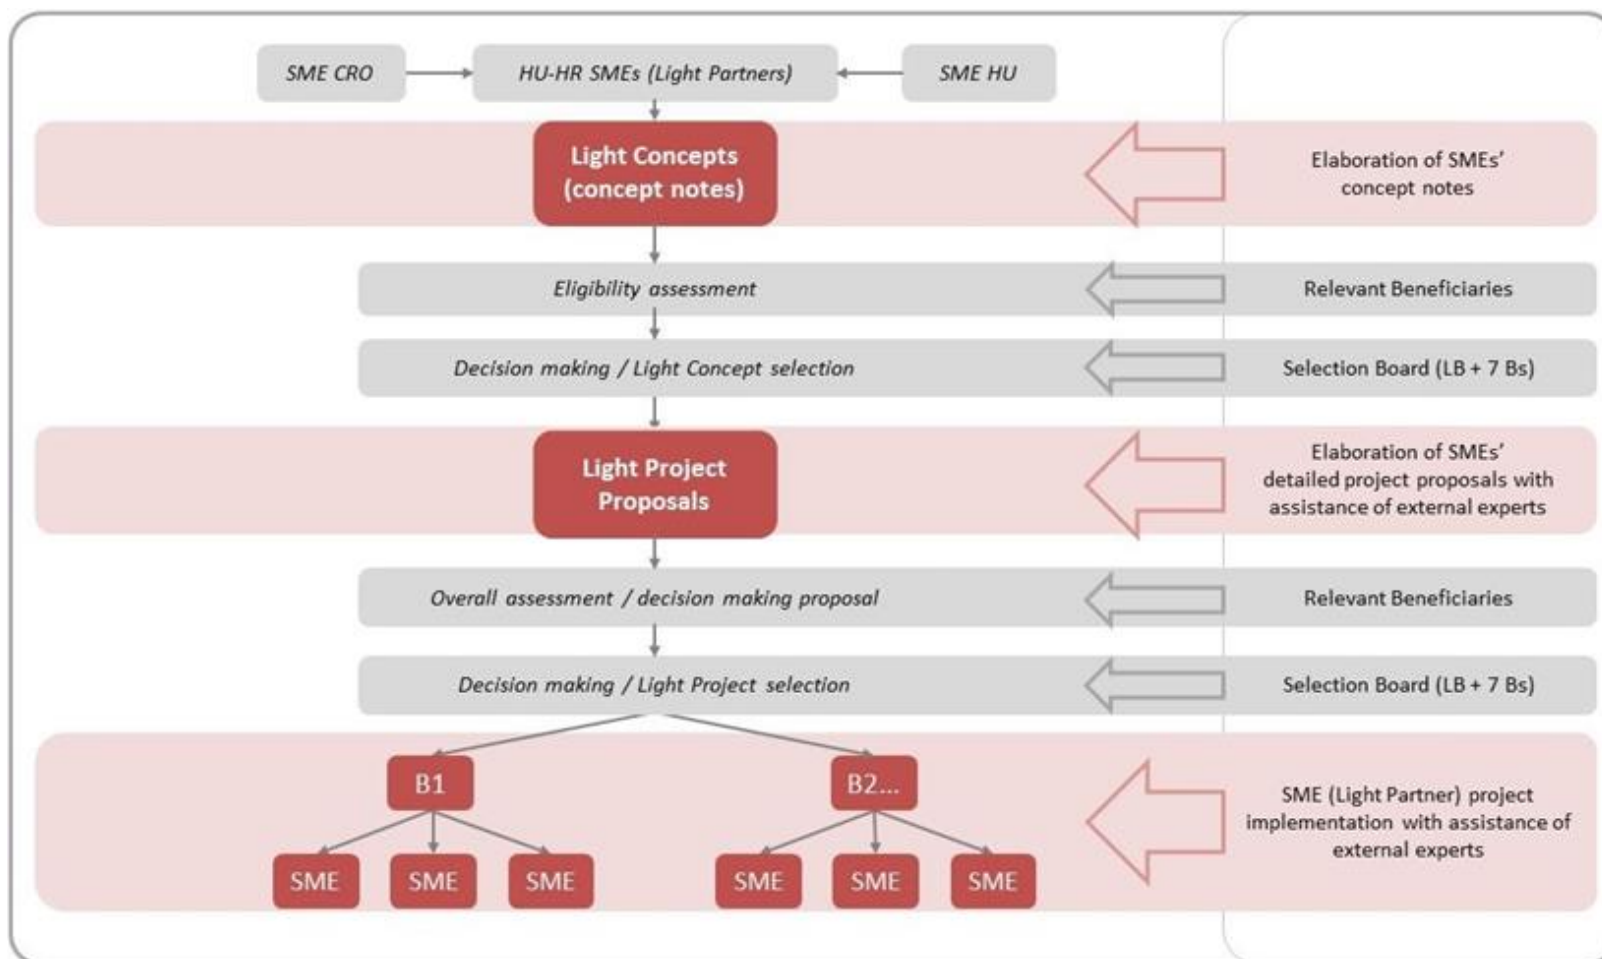 SME CRO
HU-HR SMEs (Light Partners)
SME HU
Light Concepts
(concept notes)
Elaboration of SMEs'
concept notes
Eligibility assessment
Relevant Beneficiaries
Decision making / Light Concept selection
Selection Board (LB + 7 Bs)
Light Project
Proposals
Elaboration of SMEs'
detailed project proposals with
assistance of external experts
Overall assessment / decision making proposal
Relevant Beneficiaries
Decision making / Light Project selection
Selection Board (LB + 7 Bs)
B1
B2...
SME (Light Partner) project
implementation with assistance of
external experts
SME
SME
SME
SME
SME
SME